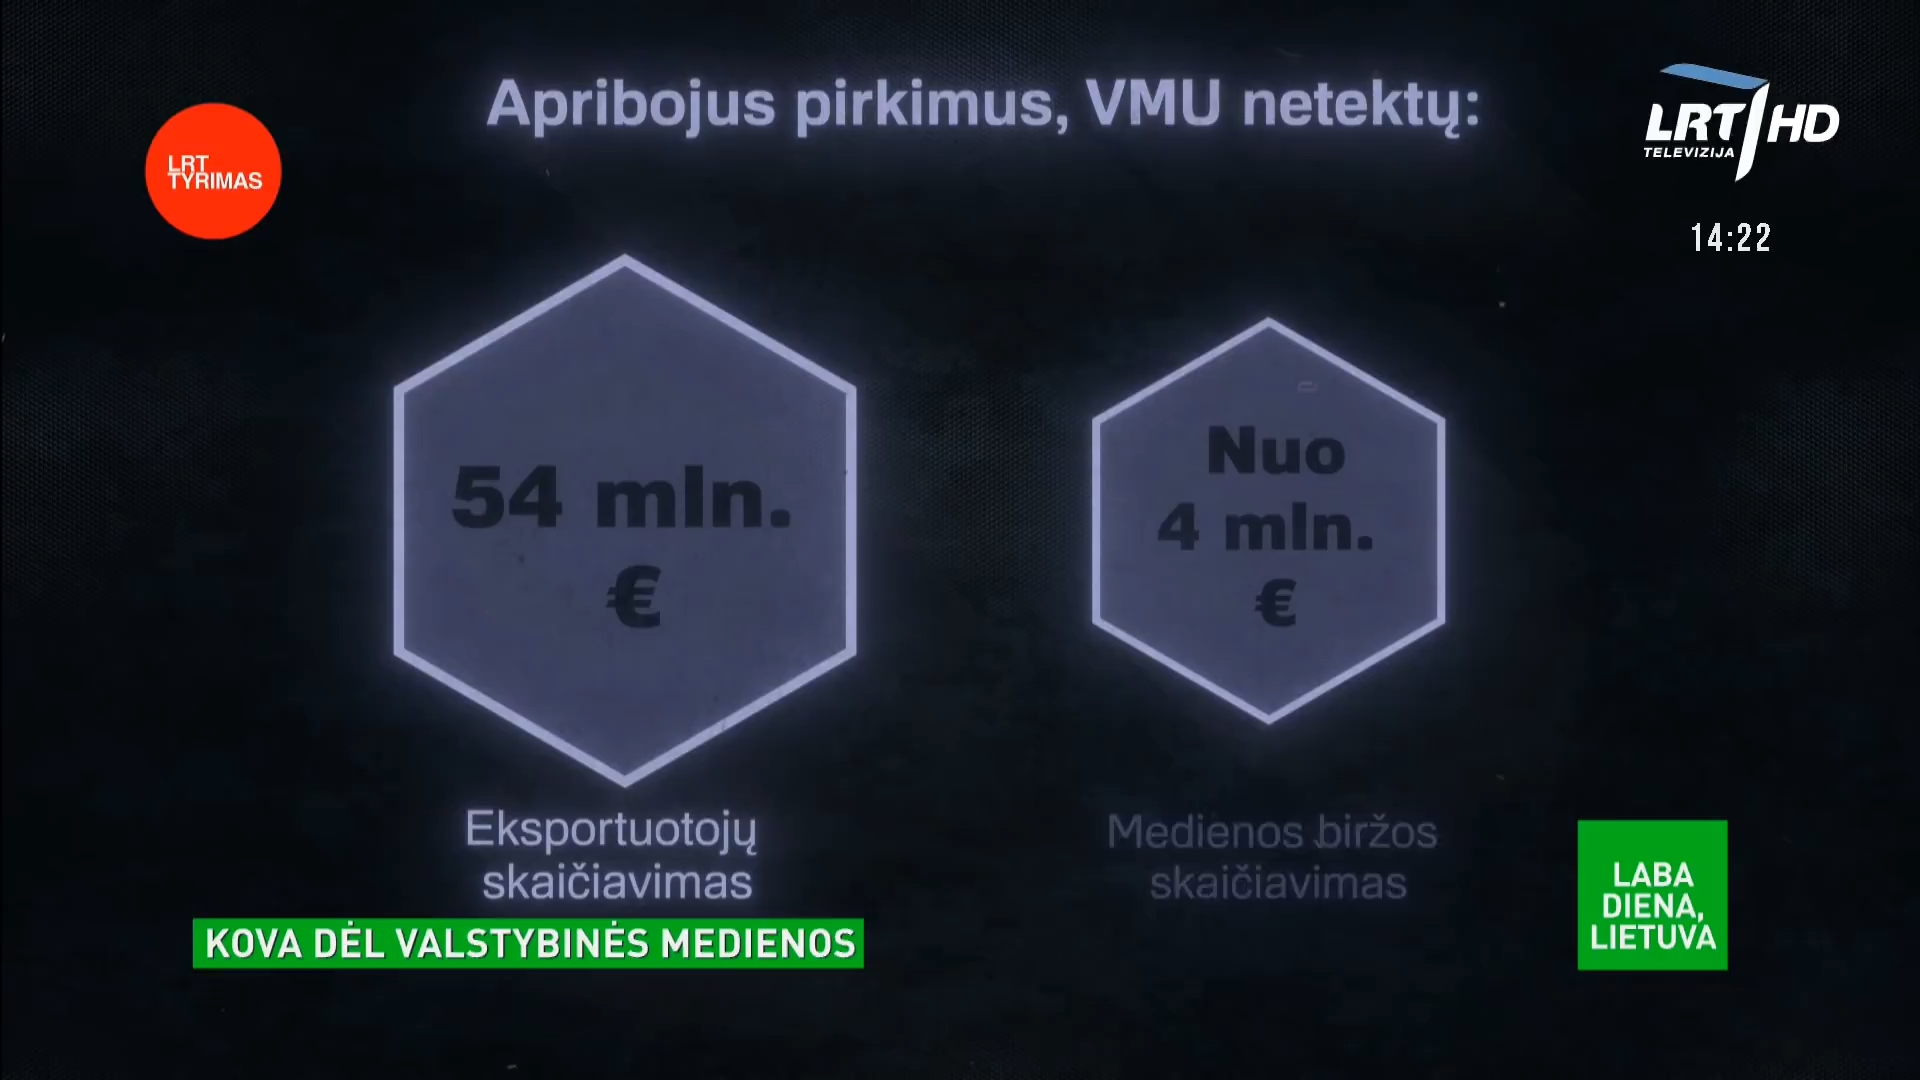 Apribojus pirkimus, VMU netektų:
LRT
TYRIMAS
LRT HD
TELEVIZIJA
14:22
54 mln.
€
Nuo
4 mln.
€
Eksportuotojų
skaičiavimas
Medienos biržos
skaičiavimas
KOVA DĖL VALSTYBINĖS MEDIENOS
LABA
DIENA,
LIETUVA